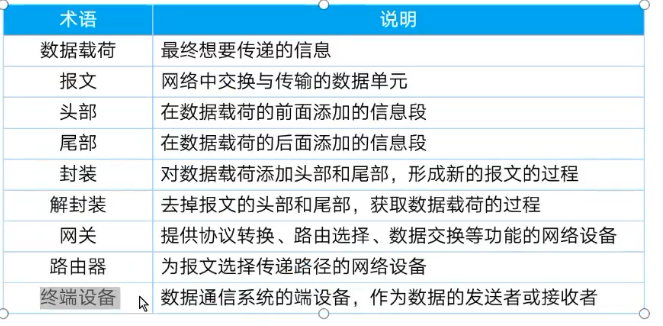 术语 说明
数据载荷 最终想要传递的信息
报文 网络中交换与传输的数据单元
头部 在数据载荷的前面添加的信息段
尾部 在数据载荷的后面添加的信息段
封装 对数据载荷添加头部和尾部，形成新的报文的过程
解封装 去掉报文的头部和尾部，获取数据载荷的过程
网关 提供协议转换、路由选择、数据交换等功能的网络设备
路由器 为报文选择传递路径的网络设备
终端设备 数据通信系统的端设备，作为数据的发送者或接收者